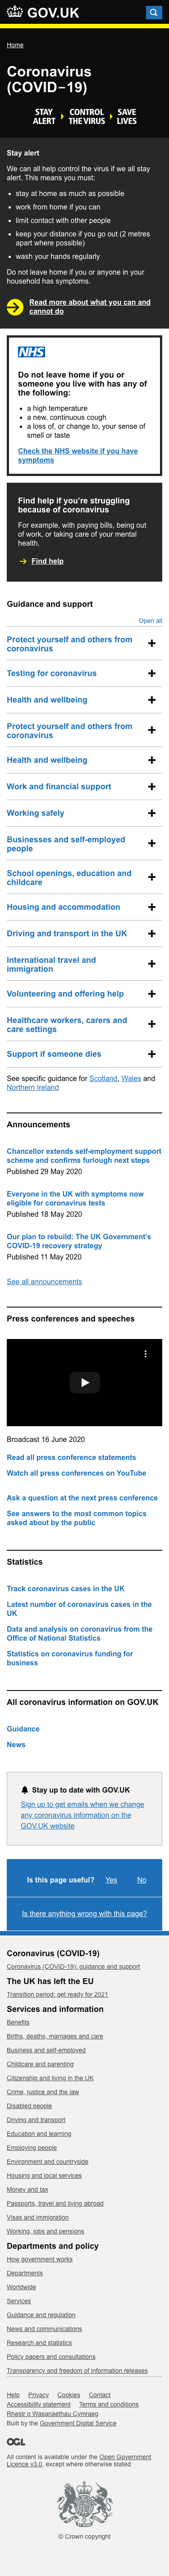 GOV.UK
Home
Coronavirus
(COVID-19)
STAY ALERT
CONTROL THE VIRUS
SAVE LIVES
Stay alert
We can all help control the virus if we all stay
alert. This means you must:
• stay at home as much as possible
• work from home if you can
• limit contact with other people
• keep your distance if you go out (2 metres
apart where possible)
• wash your hands regularly
Do not leave home if you or anyone in your
household has symptoms.
Read more about what you can and
cannot do
NHS
Do not leave home if you or
someone you live with has any of
the following:
• a high temperature
• a new, continuous cough
• a loss of, or change to, your sense of
smell or taste
Check the NHS website if you have
symptoms
Find help if you're struggling
because of coronavirus
For example, with paying bills, being out
of work, or taking care of your mental
health.
Find help
Guidance and support
Open all
Protect yourself and others from
coronavirus
Testing for coronavirus
Health and wellbeing
Protect yourself and others from
coronavirus
Health and wellbeing
Work and financial support
Working safely
Businesses and self-employed
people
School openings, education and
childcare
Housing and accommodation
Driving and transport in the UK
International travel and
immigration
Volunteering and offering help
Healthcare workers, carers and
care settings
Support if someone dies
See specific guidance for Scotland, Wales and
Northern Ireland
Announcements
Chancellor extends self-employment support
scheme and confirms furlough next steps
Published 29 May 2020
Everyone in the UK with symptoms now
eligible for coronavirus tests
Published 18 May 2020
Our plan to rebuild: The UK Government's
COVID-19 recovery strategy
Published 11 May 2020
See all announcements
Press conferences and speeches
Broadcast 16 June 2020
Read all press conference statements
Watch all press conferences on YouTube
Ask a question at the next press conference
See answers to the most common topics
asked about by the public
Statistics
Track coronavirus cases in the UK
Latest number of coronavirus cases in the
UK
Data and analysis on coronavirus from the
Office of National Statistics
Statistics on coronavirus funding for
business
All coronavirus information on GOV.UK
Guidance
News
Stay up to date with GOV.UK
Sign up to get emails when we change
any coronavirus information on the
GOV.UK website
Is this page useful? Yes No
Is there anything wrong with this page?
Coronavirus (COVID-19)
Coronavirus (COVID-19): guidance and support
The UK has left the EU
Transition period: get ready for 2021
Services and information
Benefits
Births, deaths, marriages and care
Business and self-employed
Childcare and parenting
Citizenship and living in the UK
Crime, justice and the law
Disabled people
Driving and transport
Education and learning
Employing people
Environment and countryside
Housing and local services
Money and tax
Passports, travel and living abroad
Visas and immigration
Working, jobs and pensions
Departments and policy
How government works
Departments
Worldwide
Services
Guidance and regulation
News and communications
Research and statistics
Policy papers and consultations
Transparency and freedom of information releases
Help Privacy Cookies Contact
Accessibility statement Terms and conditions
Rhestr o Wasanaethau Cymraeg
Built by the Government Digital Service
OGL
All content is available under the Open Government
Licence v3.0, except where otherwise stated
© Crown copyright